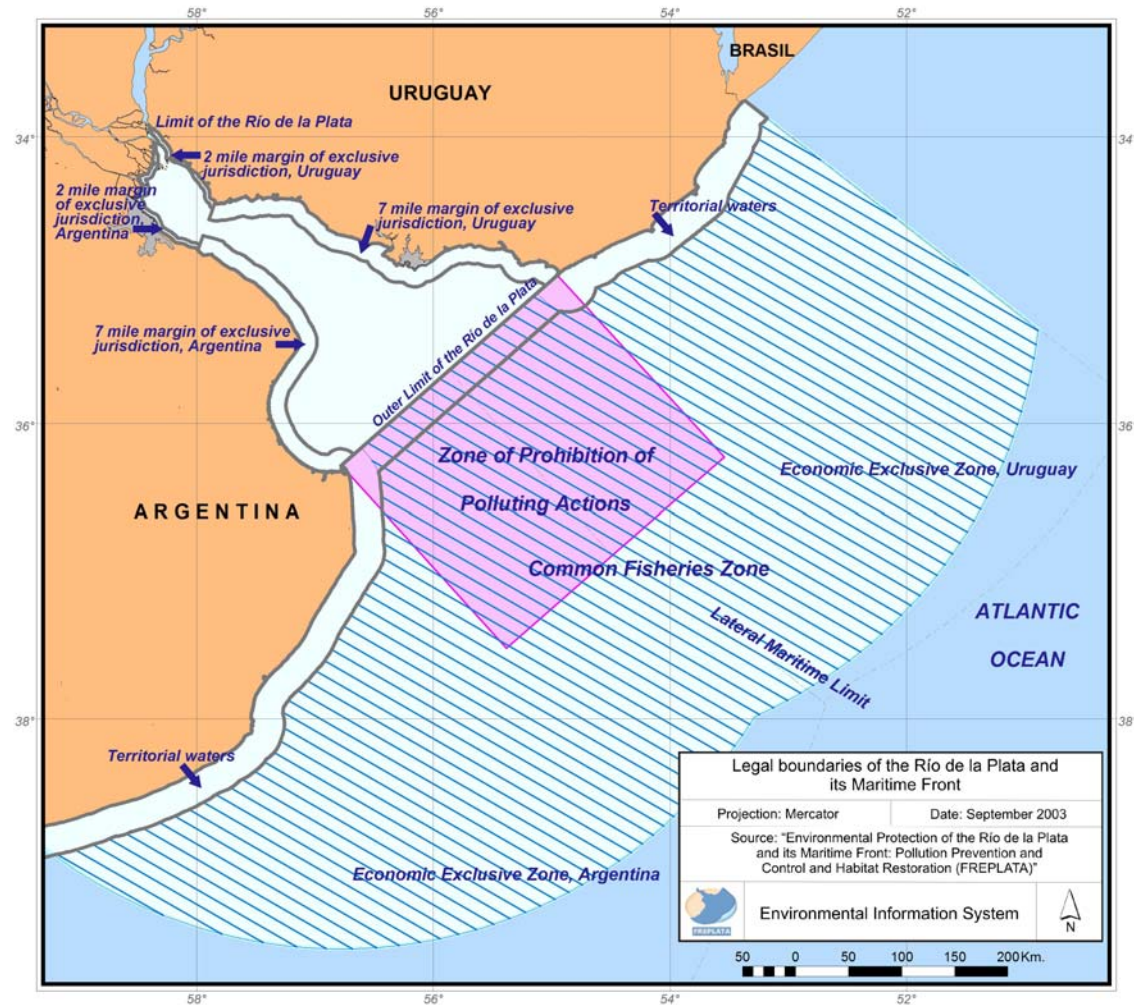 58°
56°
54°
52°
BRASIL
URUGUAY
Limit of the Río de la Plata
34°
34°
2 mile margin of exclusive
jurisdiction, Uruguay
2 mile margin
of exclusive
jurisdiction,
Argentina
7 mile margin of exclusive
jurisdiction, Uruguay
Territorial waters
7 mile margin of exclusive
jurisdiction, Argentina
Outer Limit of the Río de la Plata
36°
36°
Zone of Prohibition of
Polluting Actions
Economic Exclusive Zone, Uruguay
ARGENTINA
Common Fisheries Zone
Lateral Maritime Limit
ATLANTIC
OCEAN
38°
38°
Territorial waters
Economic Exclusive Zone, Argentina
Legal boundaries of the Río de la Plata and
its Maritime Front
Projection: Mercator
Date: September 2003
Source: "Environmental Protection of the Río de la Plata
and its Maritime Front: Pollution Prevention and
Control and Habitat Restoration (FREPLATA)"
FREPLATA
Environmental Information System
N
50 0 50 100 150 200 Km.
58°
56°
54°
52°